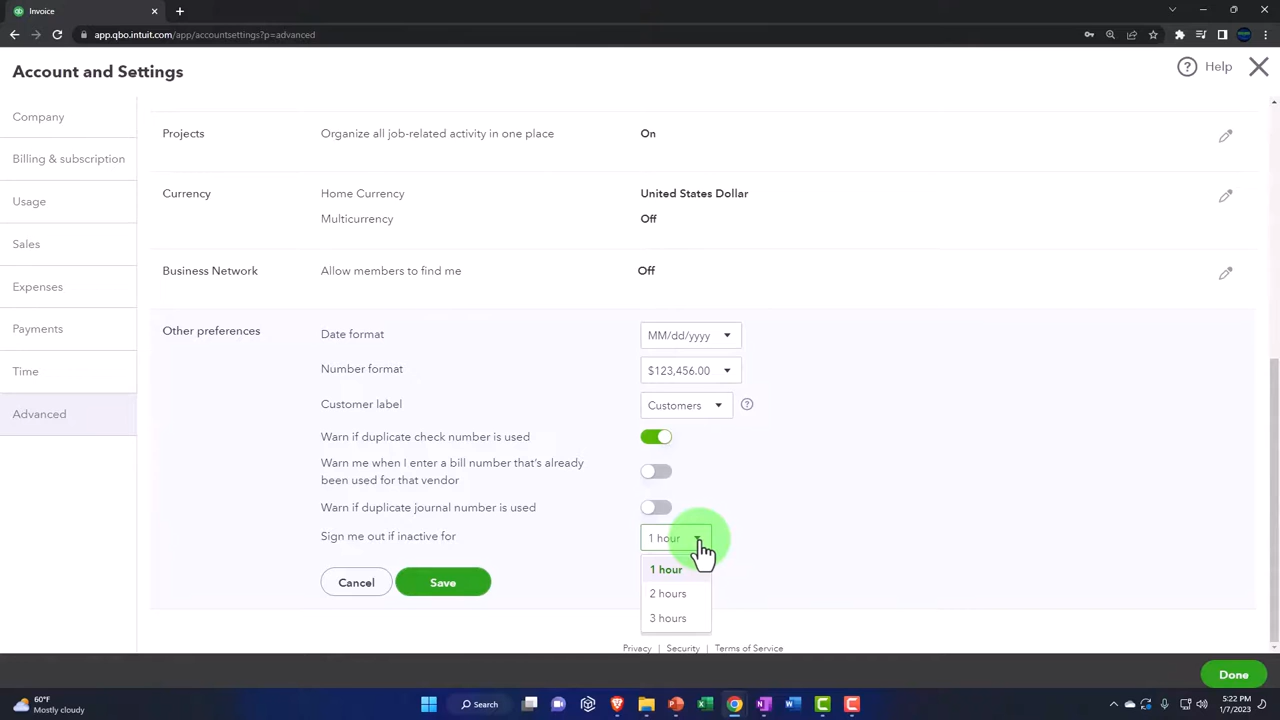 Invoice
app.qbo.intuit.com/app/accountsettings?p=advanced
Account and Settings
Help
Company
Billing & subscription
Usage
Sales
Expenses
Payments
Time
Advanced
Projects
Organize all job-related activity in one place
On
Currency
Home Currency
United States Dollar
Multicurrency
Off
Business Network
Allow members to find me
Off
Other preferences
Date format
MM/dd/yyyy
Number format
$123,456.00
Customer label
Customers
Warn if duplicate check number is used
Warn me when I enter a bill number that's already
been used for that vendor
Warn if duplicate journal number is used
Sign me out if inactive for
1 hour
1 hour
2 hours
3 hours
Cancel
Save
Privacy | Security | Terms of Service
Done
60°F
Mostly cloudy
Search
5:22 PM
1/7/2023